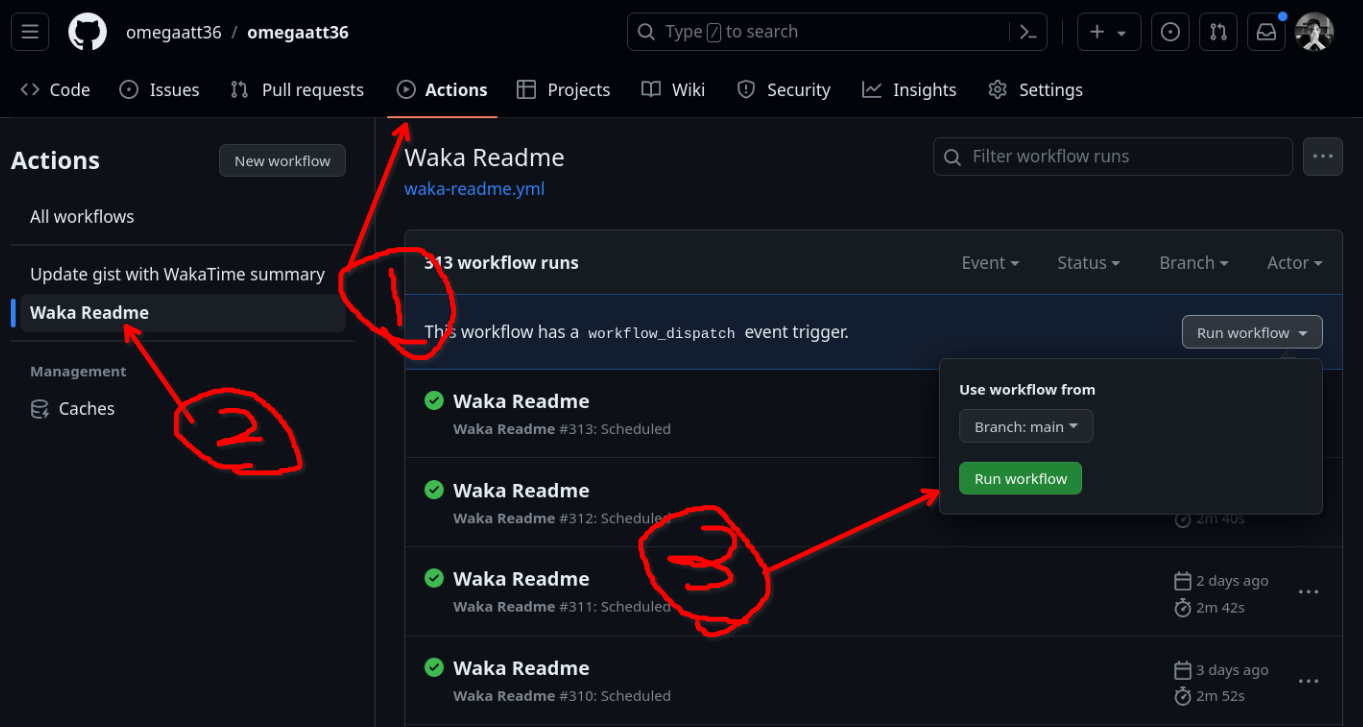 omegaatt36 / omegaatt36
Type / to search
Code Issues Pull requests Actions Projects Wiki Security Insights Settings
Actions
New workflow
All workflows
Update gist with WakaTime summary
Waka Readme
Management
Caches
1
2
3
Waka Readme
waka-readme.yml
Filter workflow runs
313 workflow runs
Event Status Branch Actor
This workflow has a workflow_dispatch event trigger.
Run workflow
Use workflow from
Branch: main
Run workflow
Waka Readme
Waka Readme #313: Scheduled
Waka Readme
Waka Readme #312: Scheduled
2m 40s
Waka Readme
Waka Readme #311: Scheduled
2 days ago
2m 42s
Waka Readme
Waka Readme #310: Scheduled
3 days ago
2m 52s